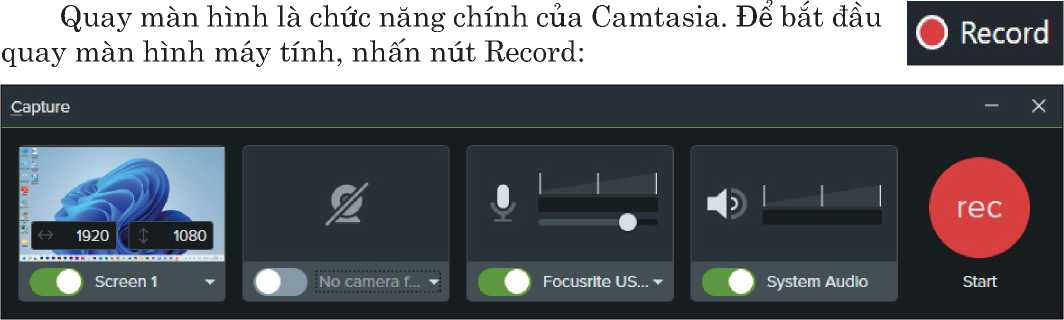 Quay màn hình là chức năng chính của Camtasia. Để bắt đầu
quay màn hình máy tính, nhấn nút Record:
Record
Capture
1920 1080
rec
Screen 1 No camera f... Focusrite US... System Audio Start